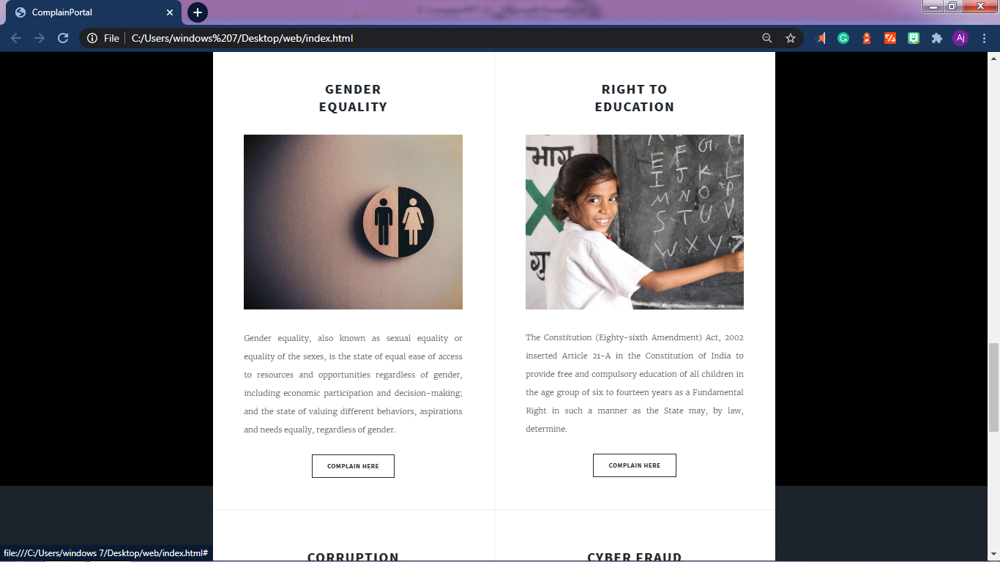 ComplainPortal
File
C:/Users/windows%207/Desktop/web/index.html
Aj
GENDER
EQUALITY
Gender equality, also known as sexual equality or
equality of the sexes, is the state of equal ease of access
to resources and opportunities regardless of gender,
including economic participation and decision-making;
and the state of valuing different behaviors, aspirations
and needs equally, regardless of gender.
COMPLAIN HERE
RIGHT TO
EDUCATION
भाग
X
E F G
I J K L
M N O P
S T U V
W X Y Z
The Constitution (Eighty-sixth Amendment) Act, 2002
inserted Article 21-A in the Constitution of India to
provide free and compulsory education of all children in
the age group of six to fourteen years as a Fundamental
Right in such a manner as the State may, by law,
determine.
COMPLAIN HERE
CORRUPTION
CYBER FRAUD
file:///C:/Users/windows 7/Desktop/web/index.html#